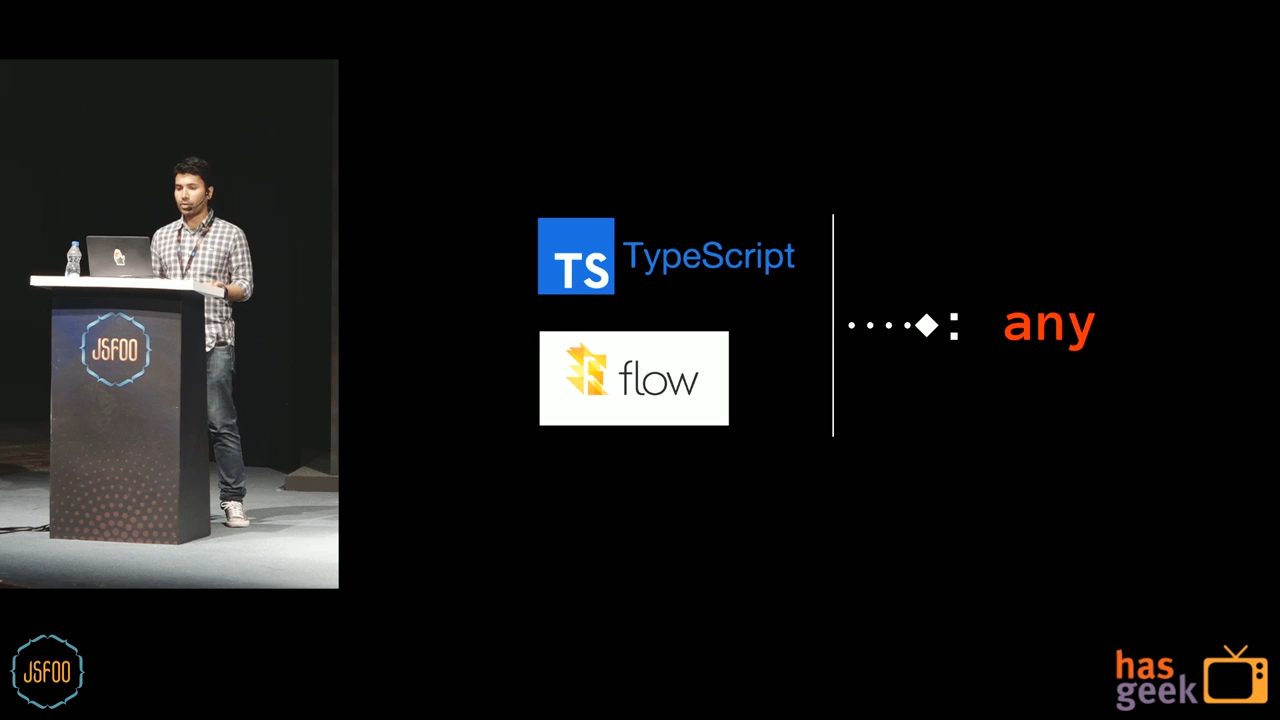 TS TypeScript
flow
: any
JSFOO
JSFOO
has
geek